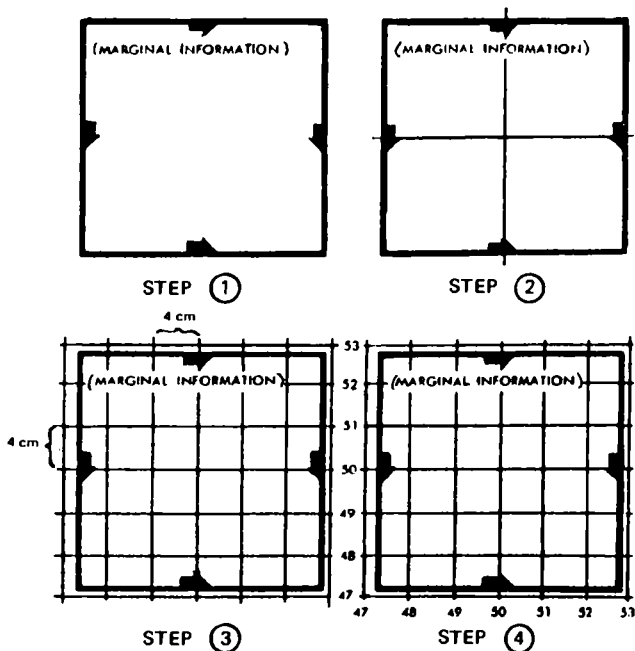 (MARGINAL INFORMATION)
(MARGINAL INFORMATION)
STEP 1
STEP 2
4 cm
4 cm
(MARGINAL INFORMATION)
STEP 3
53
52
51
50
49
48
47
(MARGINAL INFORMATION)
47 48 49 50 51 52 53
STEP 4